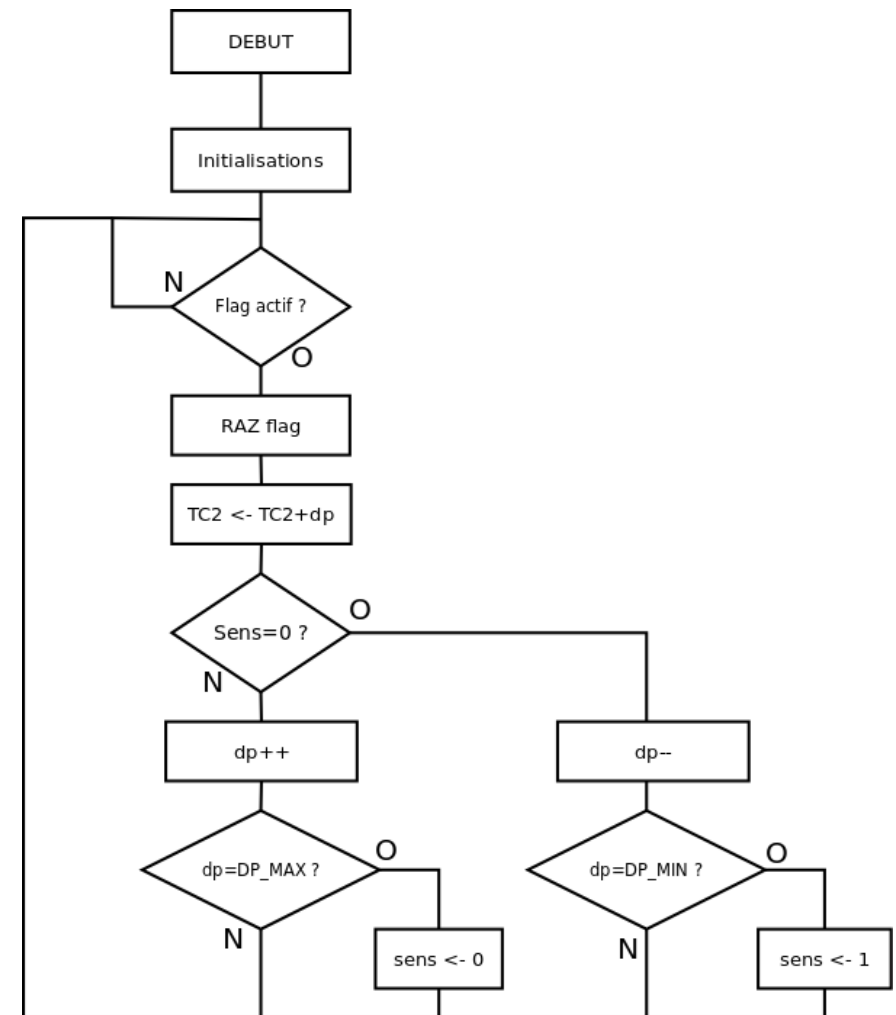 DEBUT
Initialisations
N
Flag actif ?
O
RAZ flag
TC2 <- TC2+dp
O
Sens=0 ?
N
dp++
dp--
O
dp=DP_MAX ?
O
dp=DP_MIN ?
N
N
sens <- 0
sens <- 1